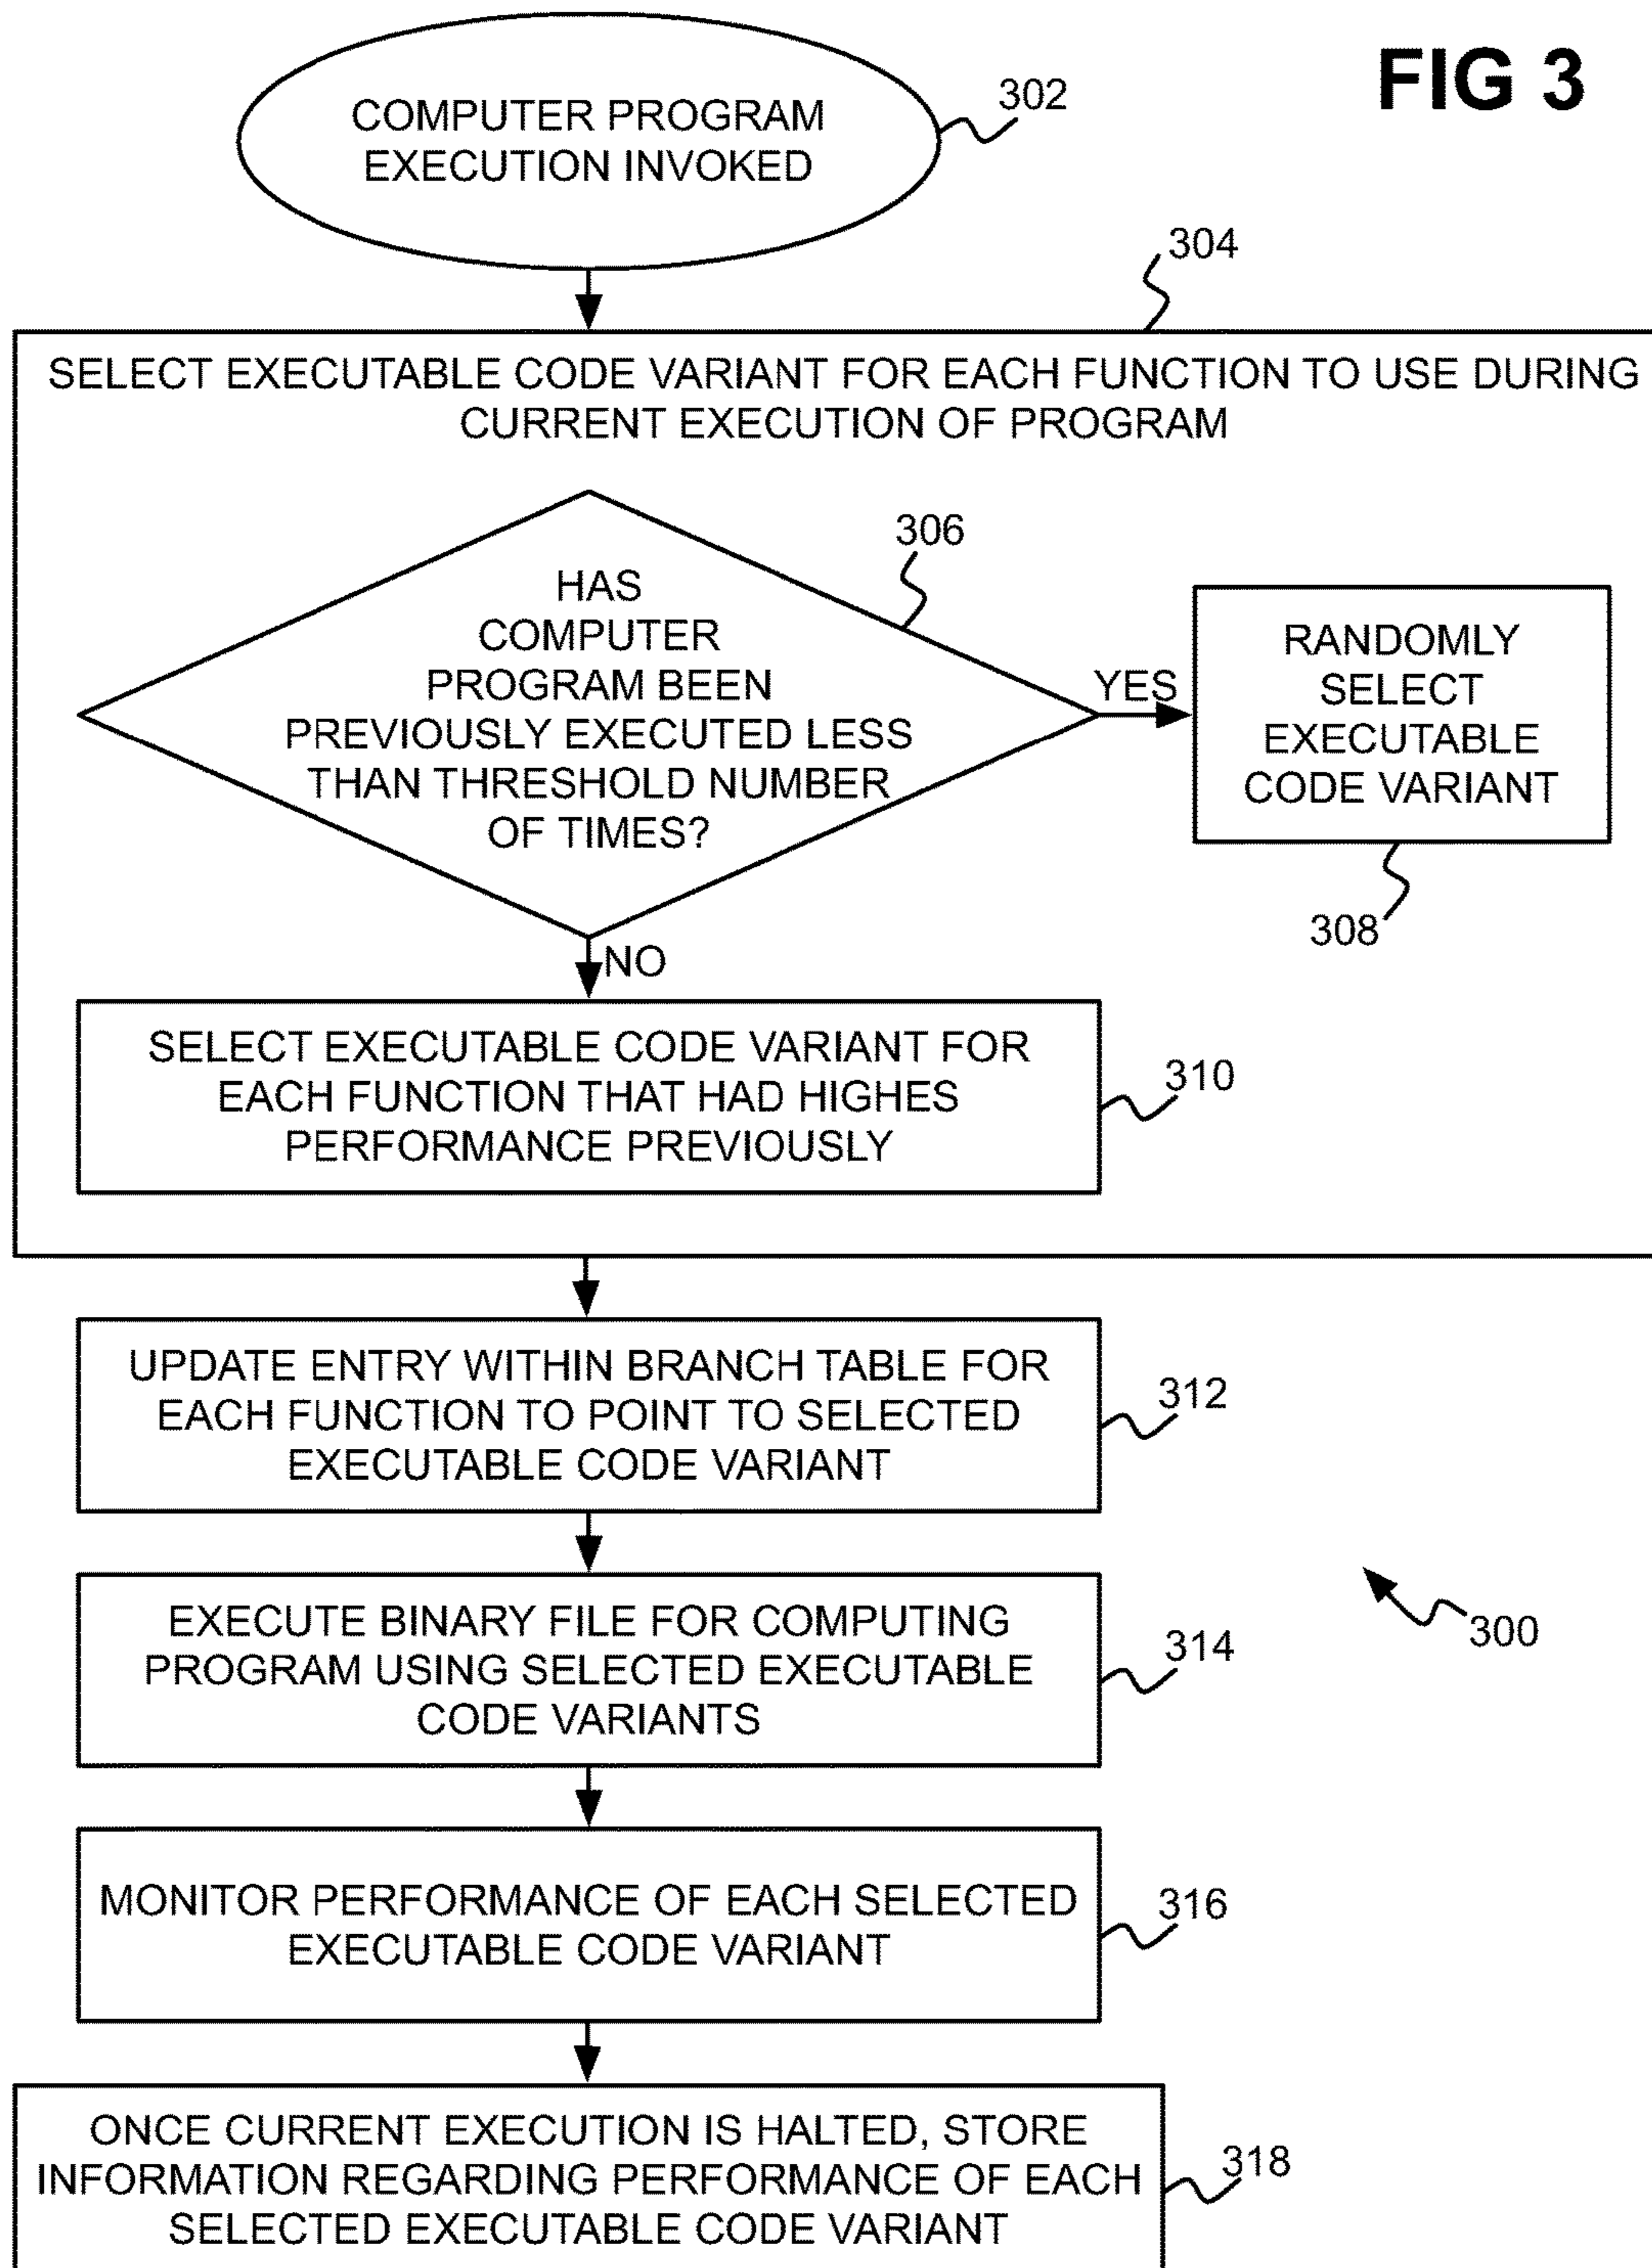 FIG 3
COMPUTER PROGRAM
EXECUTION INVOKED
302
304
SELECT EXECUTABLE CODE VARIANT FOR EACH FUNCTION TO USE DURING
CURRENT EXECUTION OF PROGRAM
306
HAS
COMPUTER
PROGRAM BEEN
PREVIOUSLY EXECUTED LESS
THAN THRESHOLD NUMBER
OF TIMES?
YES
RANDOMLY
SELECT
EXECUTABLE
CODE VARIANT
308
NO
SELECT EXECUTABLE CODE VARIANT FOR
EACH FUNCTION THAT HAD HIGHES
PERFORMANCE PREVIOUSLY
310
UPDATE ENTRY WITHIN BRANCH TABLE FOR
EACH FUNCTION TO POINT TO SELECTED
EXECUTABLE CODE VARIANT
312
EXECUTE BINARY FILE FOR COMPUTING
PROGRAM USING SELECTED EXECUTABLE
CODE VARIANTS
314
300
MONITOR PERFORMANCE OF EACH SELECTED
EXECUTABLE CODE VARIANT
316
ONCE CURRENT EXECUTION IS HALTED, STORE
INFORMATION REGARDING PERFORMANCE OF EACH
SELECTED EXECUTABLE CODE VARIANT
318